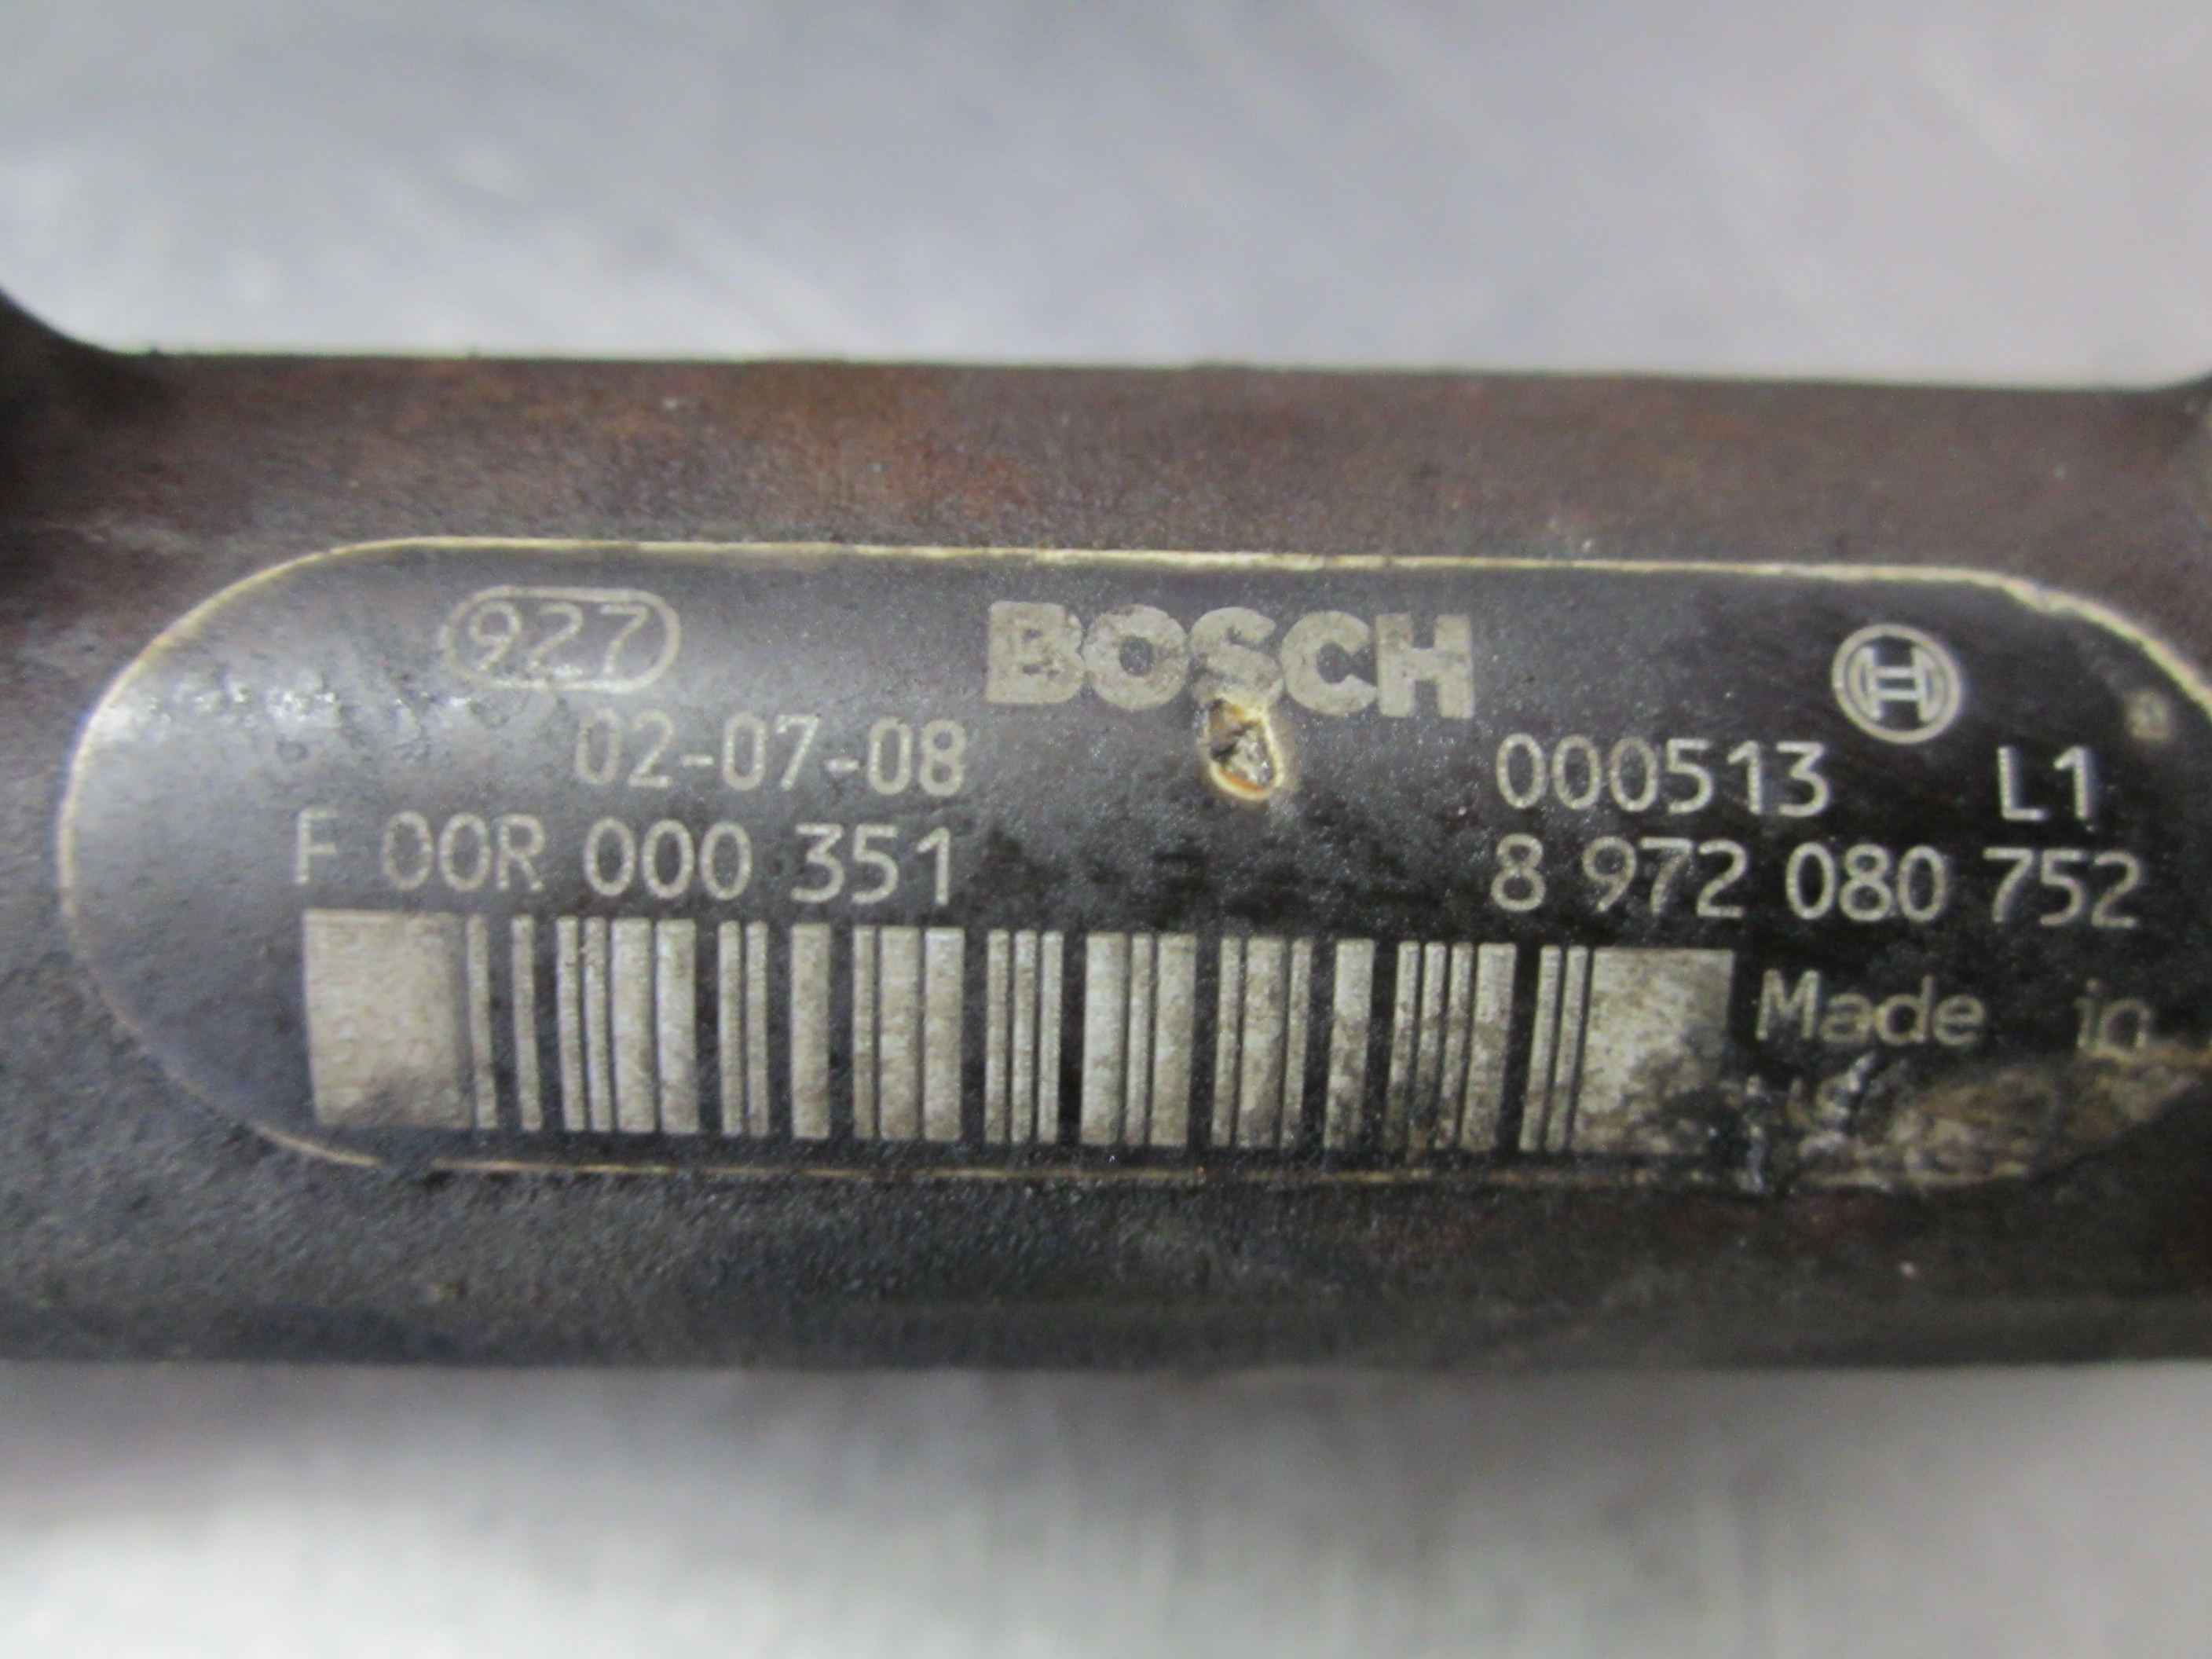 927 BOSCH
02-07-08 000513 L1
F 00R 000 351 8 972 080 752
Made in